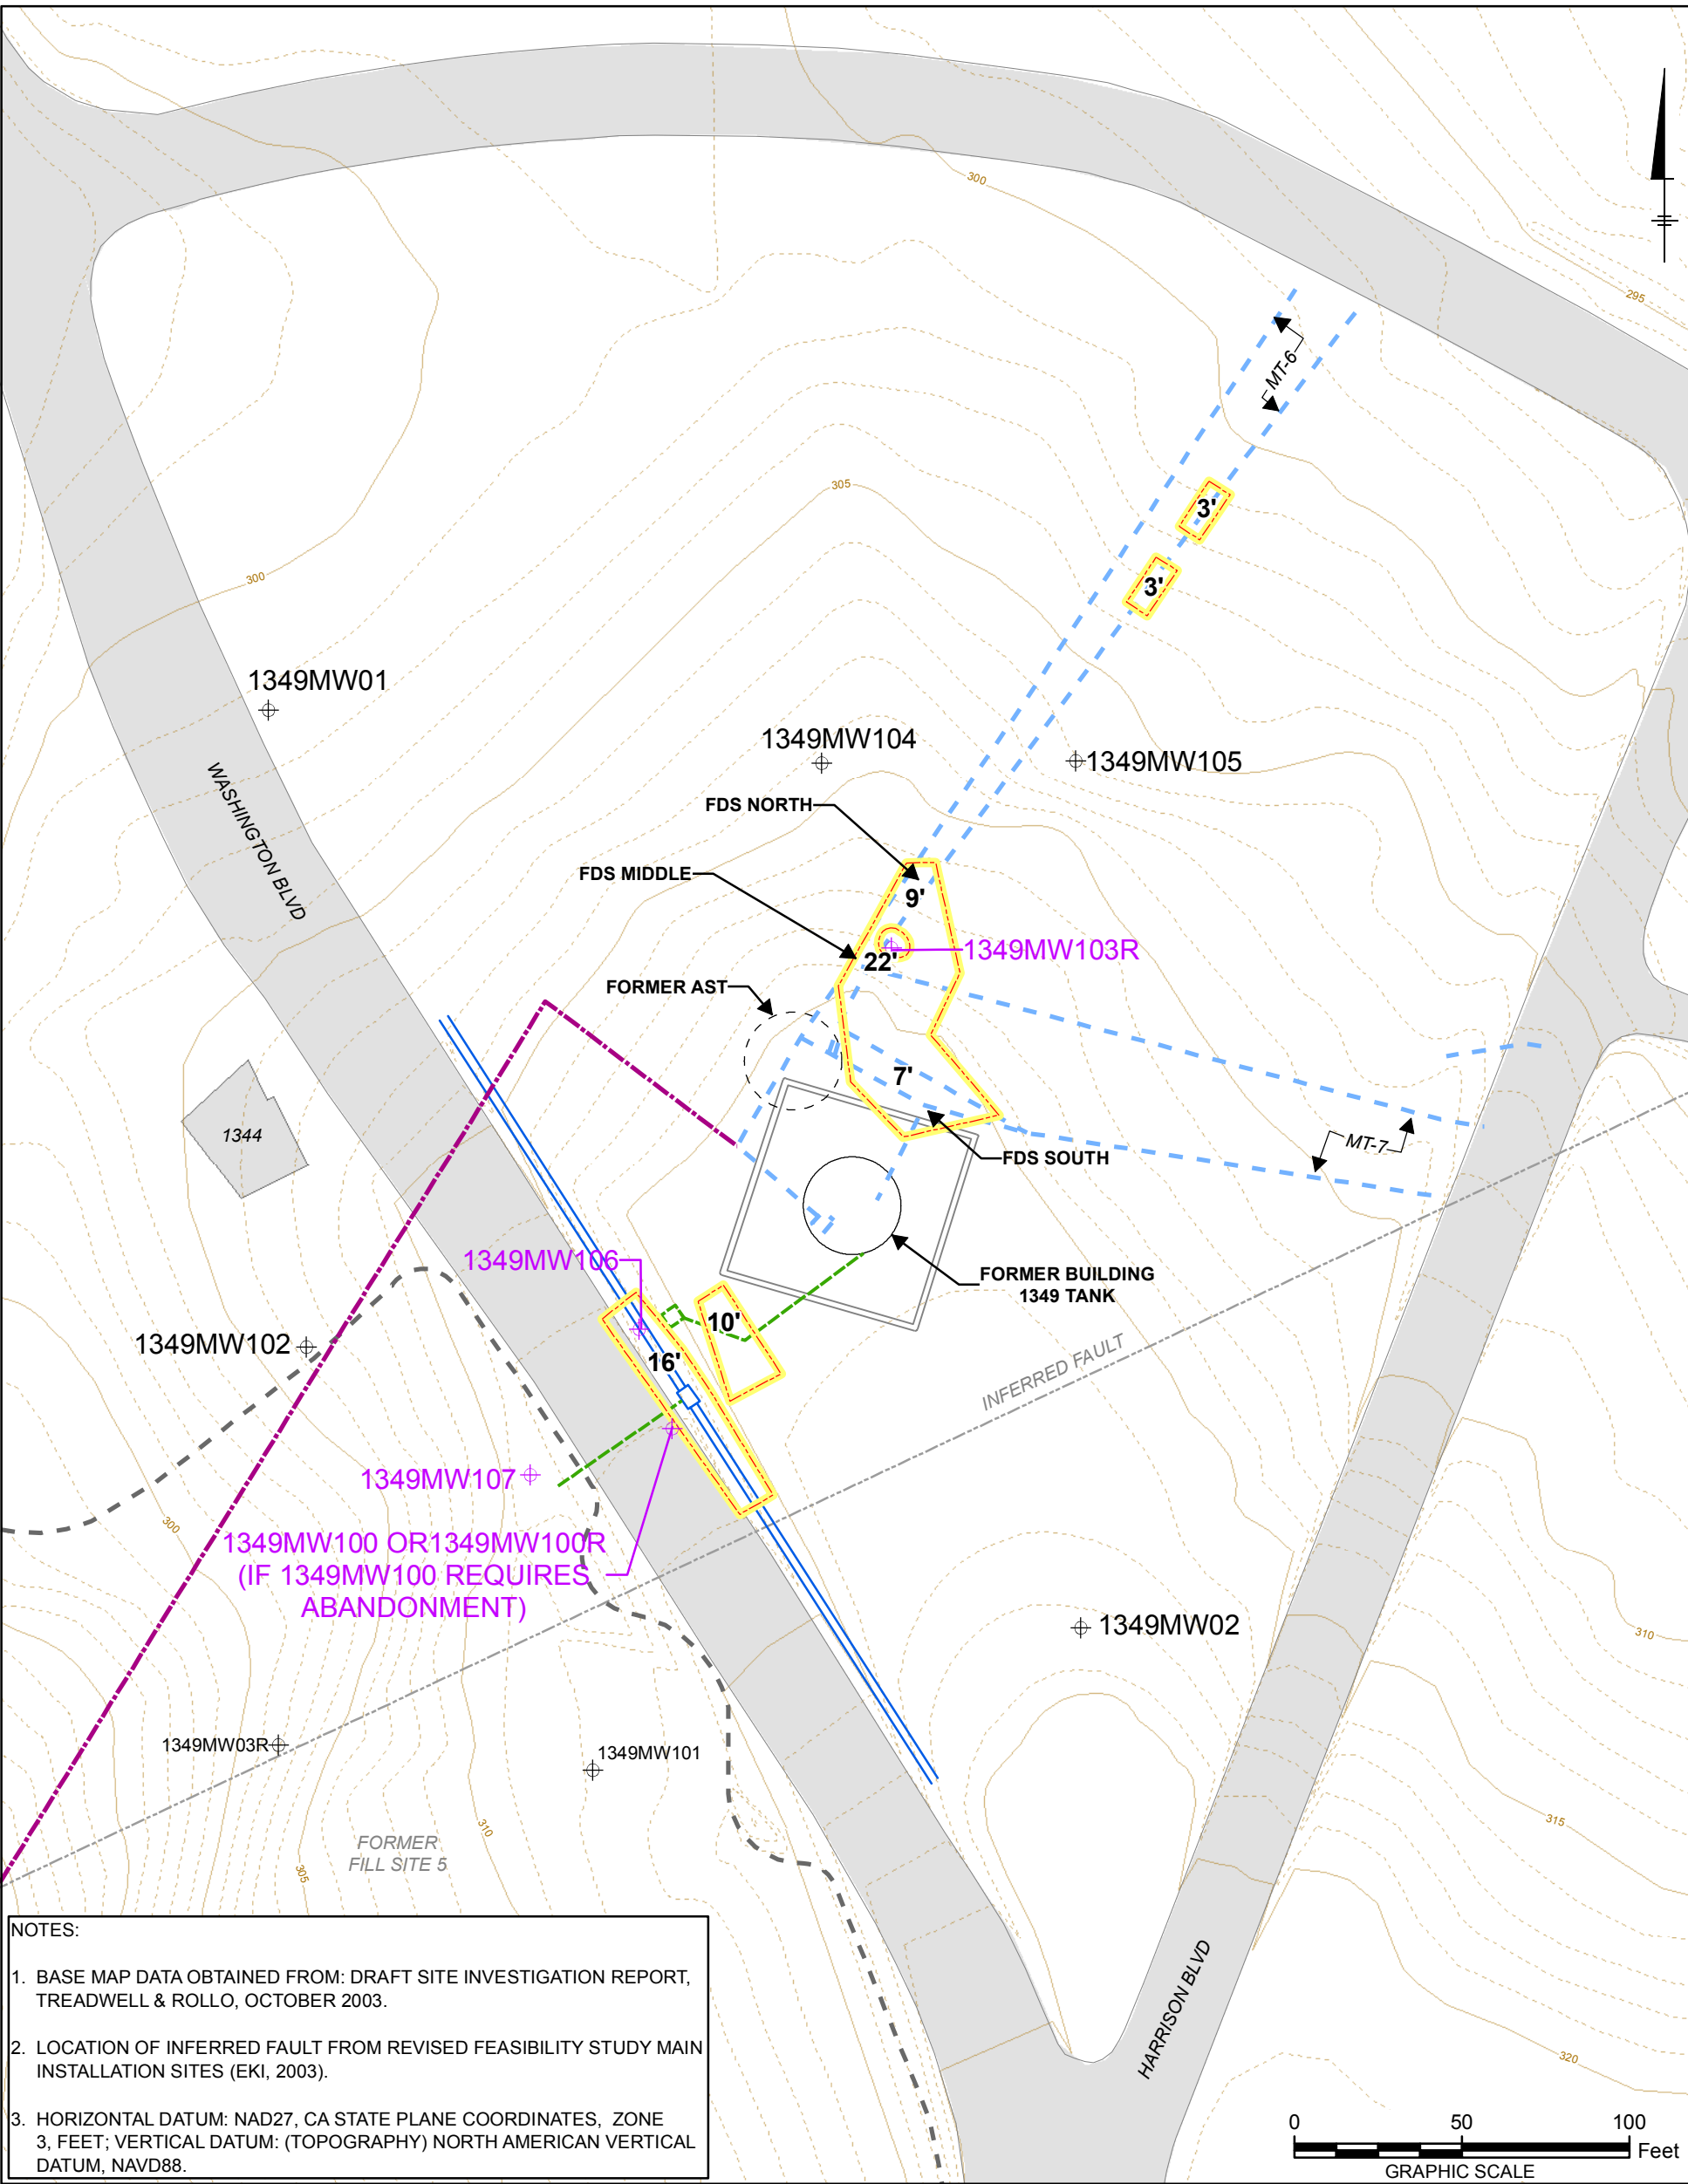 300
295
MT-6
305
3'
3'
300
1349MW01
1349MW104
1349MW105
WASHINGTON BLVD
FDS NORTH
FDS MIDDLE
9'
1349MW103R
22'
FORMER AST
7'
1344
MT-7
FDS SOUTH
1349MW106
FORMER BUILDING
1349 TANK
10'
1349MW102
16'
INFERRED FAULT
1349MW107
300
1349MW100 OR1349MW100R
(IF 1349MW100 REQUIRES
ABANDONMENT)
1349MW02
310
1349MW03R
1349MW101
315
310
FORMER
FILL SITE 5
305
HARRISON BLVD
320
NOTES:
1. BASE MAP DATA OBTAINED FROM: DRAFT SITE INVESTIGATION REPORT,
TREADWELL & ROLLO, OCTOBER 2003.
2. LOCATION OF INFERRED FAULT FROM REVISED FEASIBILITY STUDY MAIN
INSTALLATION SITES (EKI, 2003).
3. HORIZONTAL DATUM: NAD27, CA STATE PLANE COORDINATES, ZONE
3, FEET; VERTICAL DATUM: (TOPOGRAPHY) NORTH AMERICAN VERTICAL
DATUM, NAVD88.
0 50 100
Feet
GRAPHIC SCALE